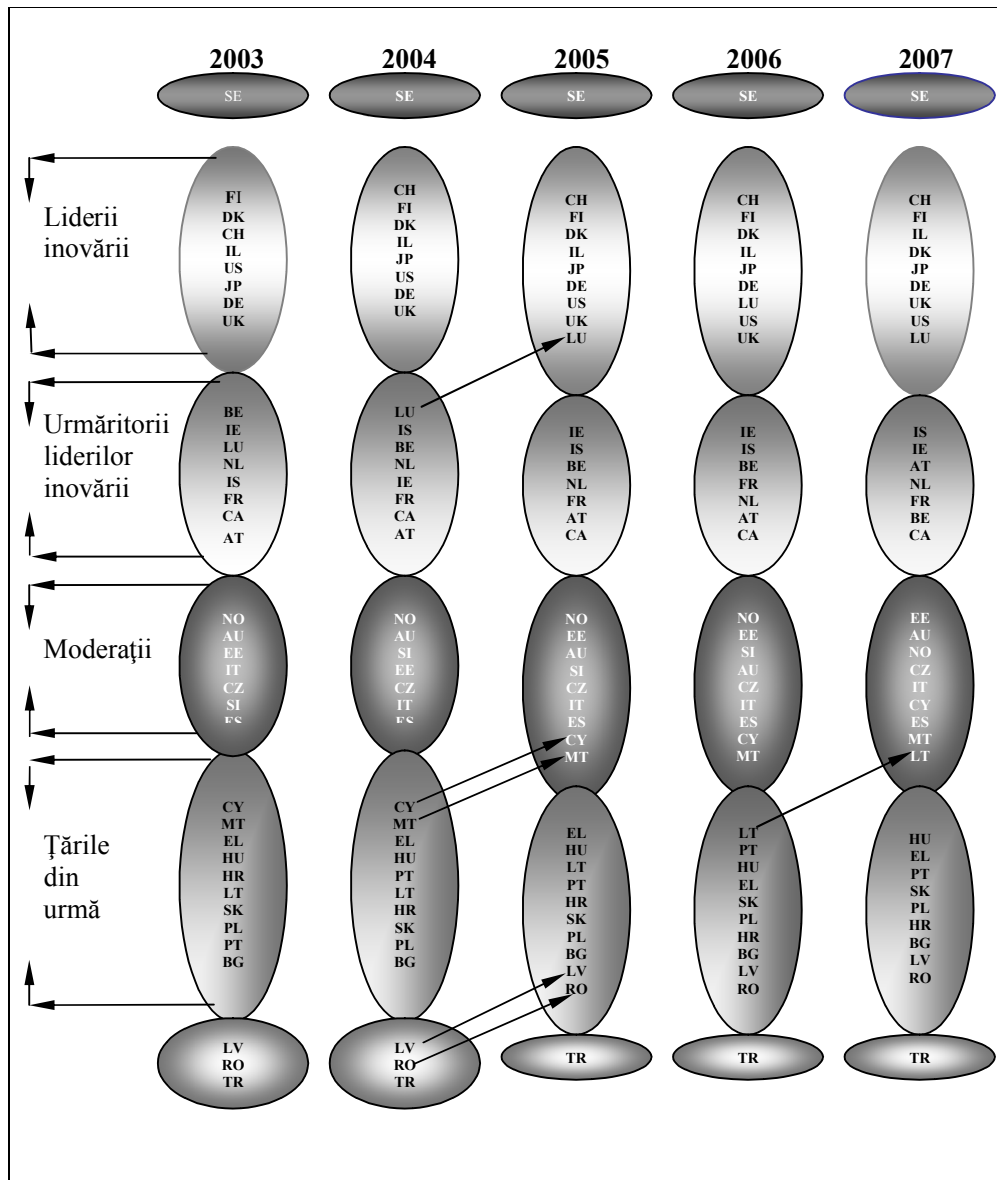 2003 2004 2005 2006 2007
SE SE SE SE SE
Liderii
inovării
FI
DK
CH
IL
US
JP
DE
UK
CH
FI
DK
IL
JP
US
DE
UK
CH
FI
DK
IL
JP
DE
US
UK
LU
CH
FI
DK
IL
JP
DE
LU
US
UK
CH
FI
IL
DK
JP
DE
UK
US
LU
Urmăritorii
liderilor
inovării
BE
IE
LU
NL
IS
FR
CA
AT
LU
IS
BE
NL
IE
FR
CA
AT
IE
IS
BE
NL
FR
AT
CA
IE
IS
BE
FR
NL
AT
CA
IS
IE
AT
NL
FR
BE
CA
Moderaţii
NO
AU
EE
IT
CZ
SI
ES
NO
AU
SI
EE
CZ
IT
ES
NO
EE
AU
SI
CZ
IT
ES
CY
MT
NO
EE
SI
AU
CZ
IT
ES
CY
MT
EE
AU
NO
CZ
IT
CY
ES
MT
LT
Ţările
din
urmă
CY
MT
EL
HU
HR
LT
SK
PL
PT
BG
CY
MT
EL
HU
PT
LT
HR
SK
PL
BG
EL
HU
LT
PT
HR
SK
PL
BG
LV
RO
LT
PT
HU
EL
SK
PL
HR
BG
LV
RO
HU
EL
PT
SK
PL
HR
BG
LV
RO
LV
RO
TR
LV
RO
TR
TR
TR
TR